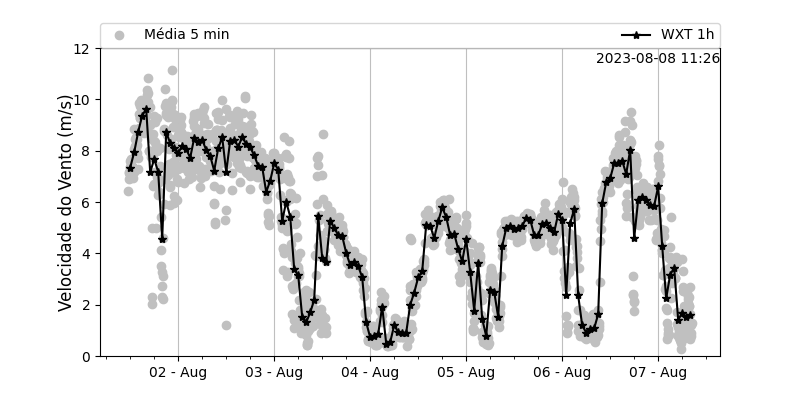 Média 5 min
WXT 1h
2023-08-08 11:26
Velocidade do Vento (m/s)
12
10
8
6
4
2
0
02 - Aug
03 - Aug
04 - Aug
05 - Aug
06 - Aug
07 - Aug